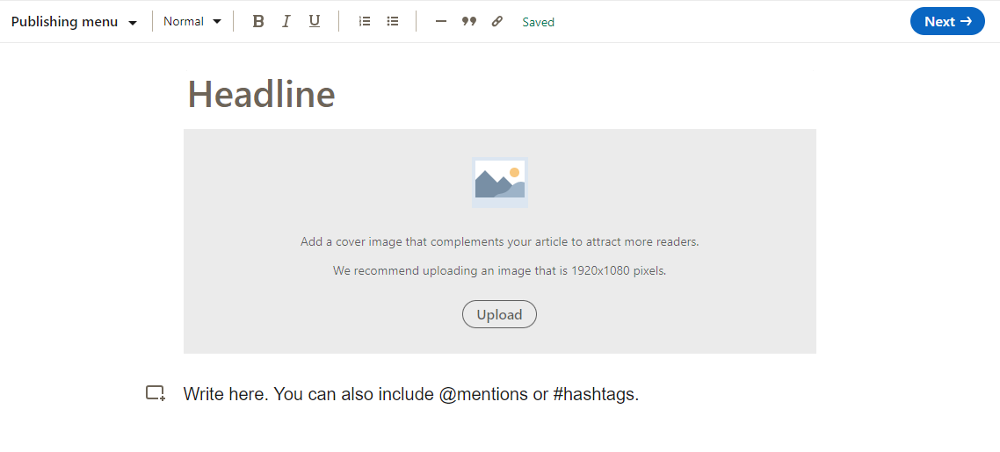 Publishing menu Normal B I U Saved Next →
Headline
Add a cover image that complements your article to attract more readers.
We recommend uploading an image that is 1920x1080 pixels.
Upload
Write here. You can also include @mentions or #hashtags.